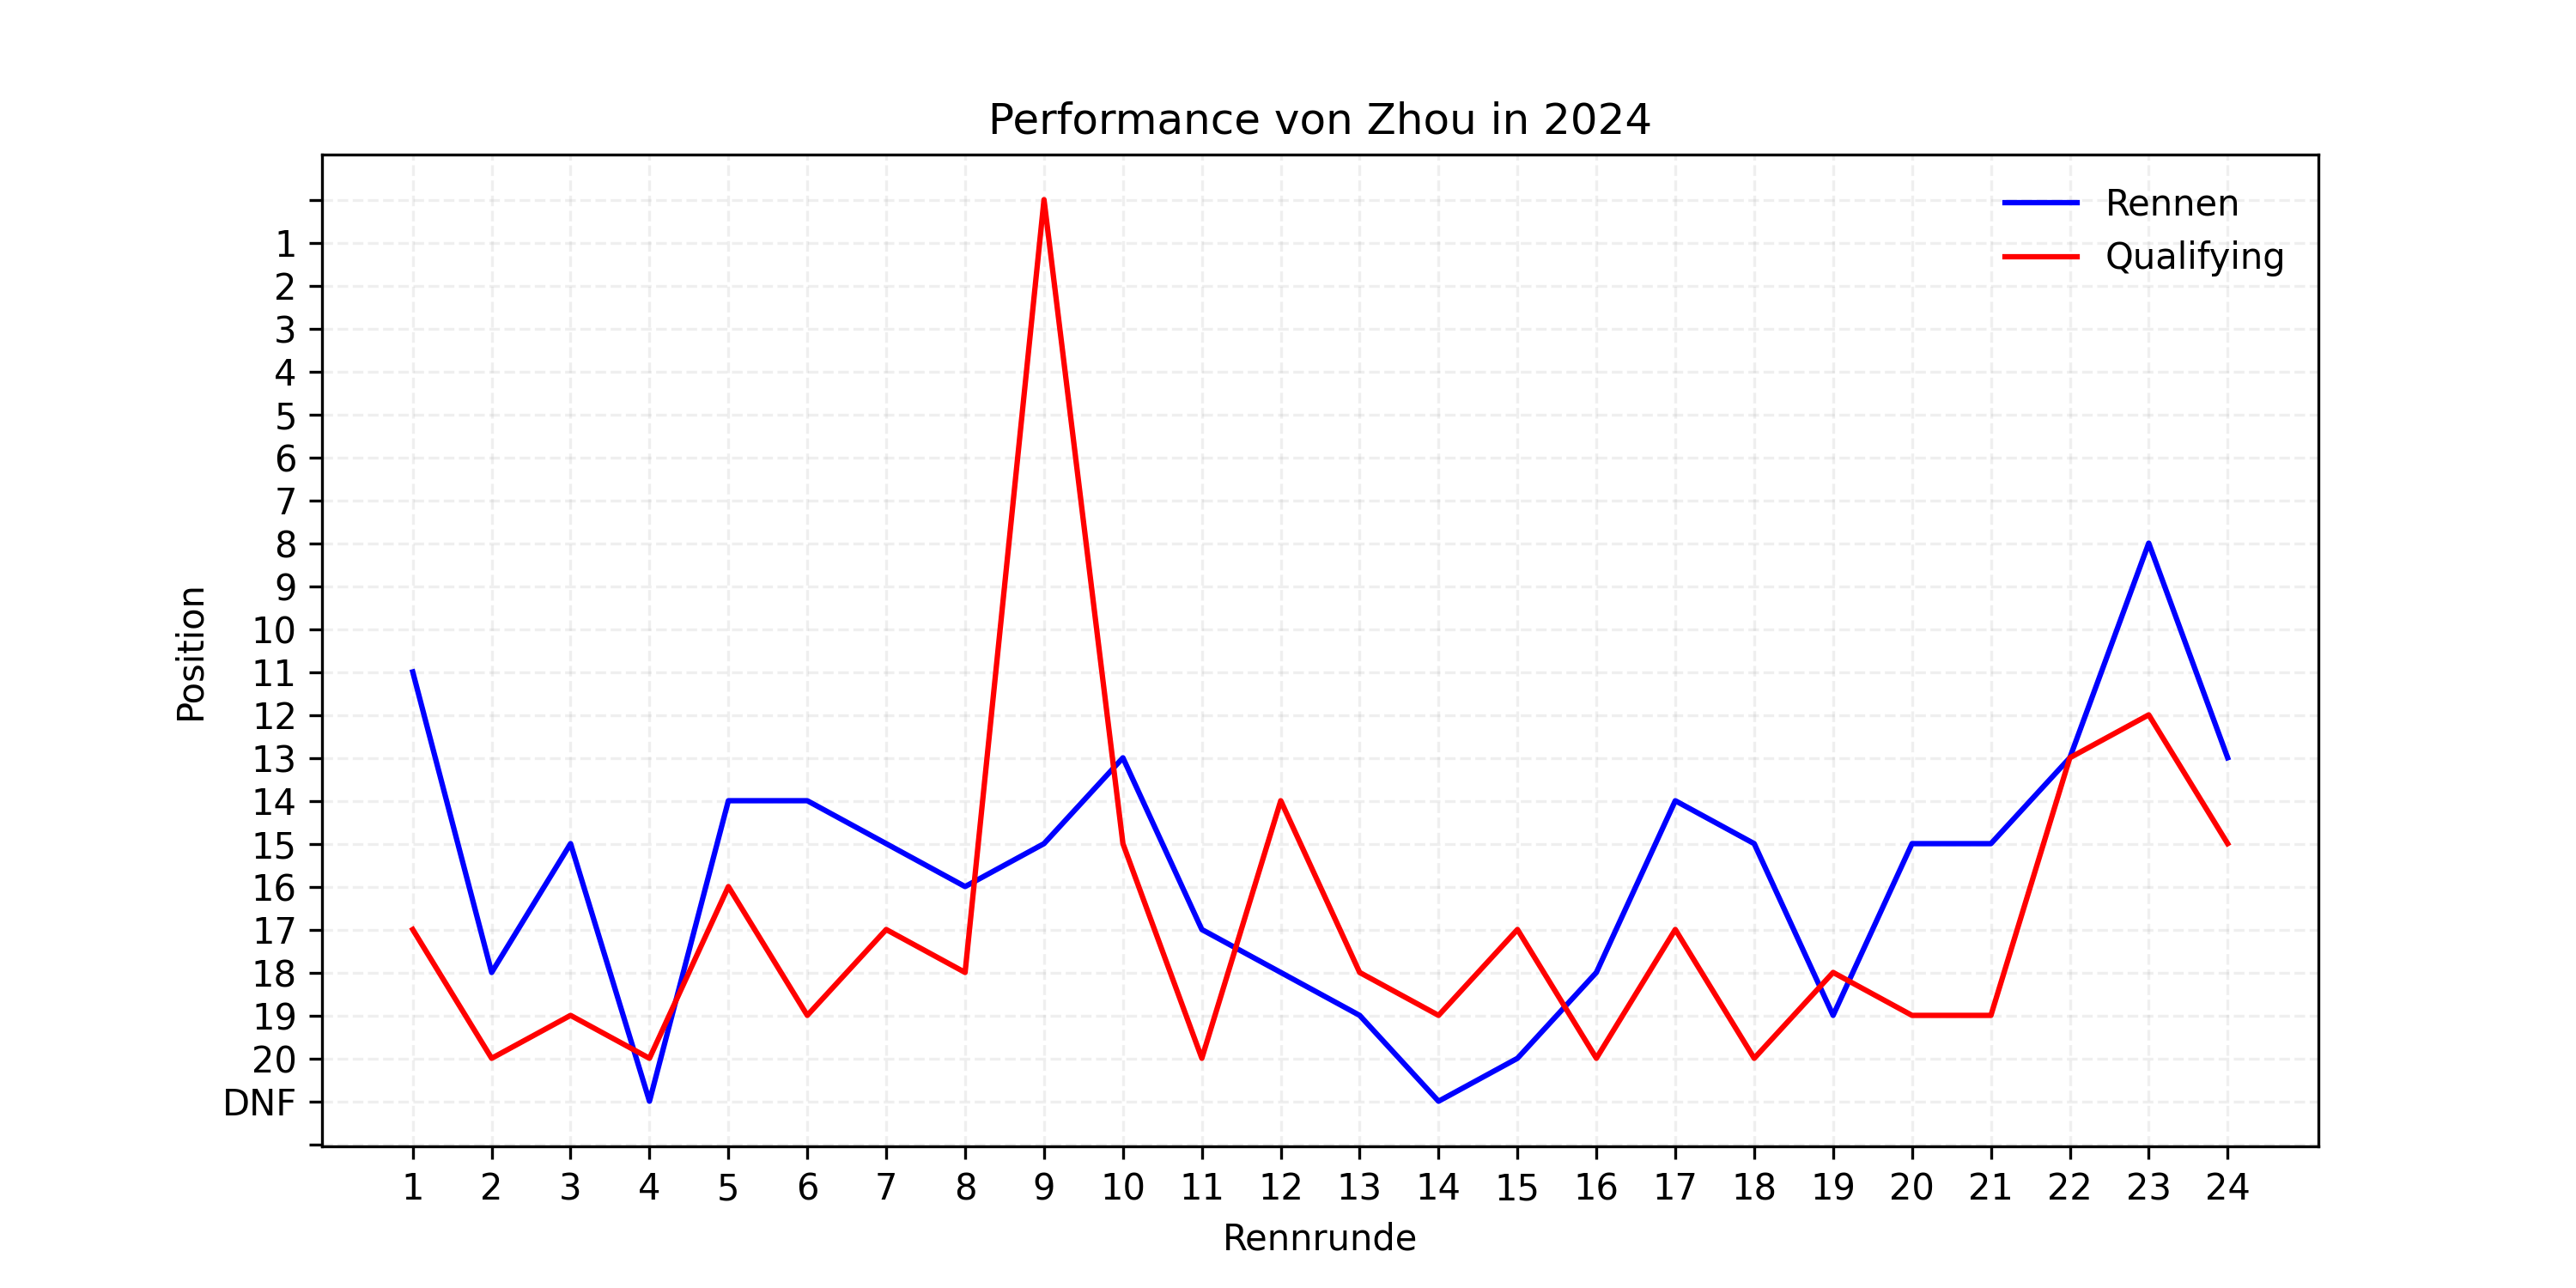 Performance von Zhou in 2024
Rennen
Qualifying
Position
1
2
3
4
5
6
7
8
9
10
11
12
13
14
15
16
17
18
19
20
DNF
1 2 3 4 5 6 7 8 9 10 11 12 13 14 15 16 17 18 19 20 21 22 23 24
Rennrunde